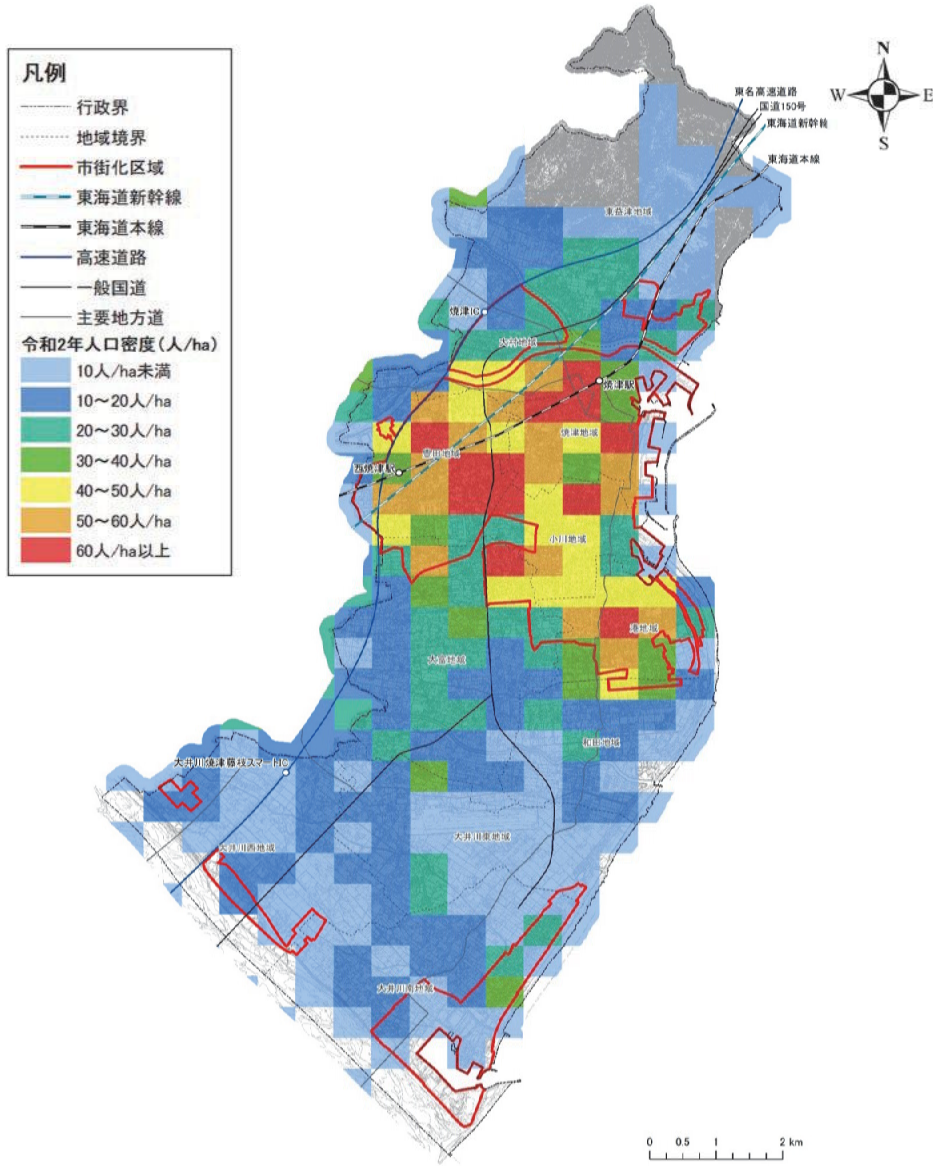 凡例
行政界
地域境界
市街化区域
東海道新幹線
東海道本線
高速道路
一般国道
主要地方道
令和2年人口密度(人/ha)
10人/ha未満
10～20人/ha
20～30人/ha
30～40人/ha
40～50人/ha
50～60人/ha
60人/ha以上
N
W
E
S
東名高速道路
国道150号
東海道新幹線
東海道本線
東益津地域
焼津IC
大村地域
焼津駅
焼津地域
豊田地域
西焼津駅
小川地域
港地域
大富地域
和田地域
大井川焼津藤枝スマートIC
大井川東地域
大井川西地域
大井川南地域
0 0.5 1 2 km